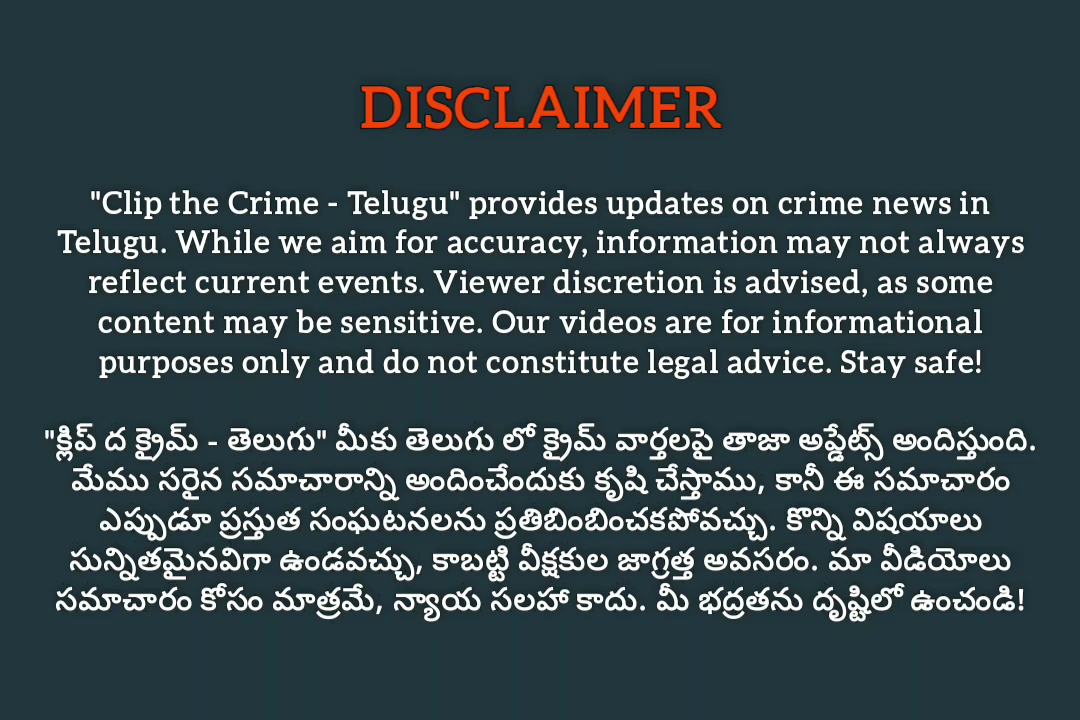 DISCLAIMER
"Clip the Crime - Telugu" provides updates on crime news in
Telugu. While we aim for accuracy, information may not always
reflect current events. Viewer discretion is advised, as some
content may be sensitive. Our videos are for informational
purposes only and do not constitute legal advice. Stay safe!
"క్లిప్ ద క్రైమ్ - తెలుగు" మీకు తెలుగు లో క్రైమ్ వార్తలపై తాజా అప్డేట్స్ అందిస్తుంది.
మేము సరైన సమాచారాన్ని అందించేందుకు కృషి చేస్తాము, కానీ ఈ సమాచారం
ఎప్పుడూ ప్రస్తుత సంఘటనలను ప్రతిబింబించకపోవచ్చు. కొన్ని విషయాలు
సున్నితమైనవిగా ఉండవచ్చు, కాబట్టి వీక్షకుల జాగ్రత్త అవసరం. మా వీడియోలు
సమాచారం కోసం మాత్రమే, న్యాయ సలహా కాదు. మీ భద్రతను దృష్టిలో ఉంచండి!